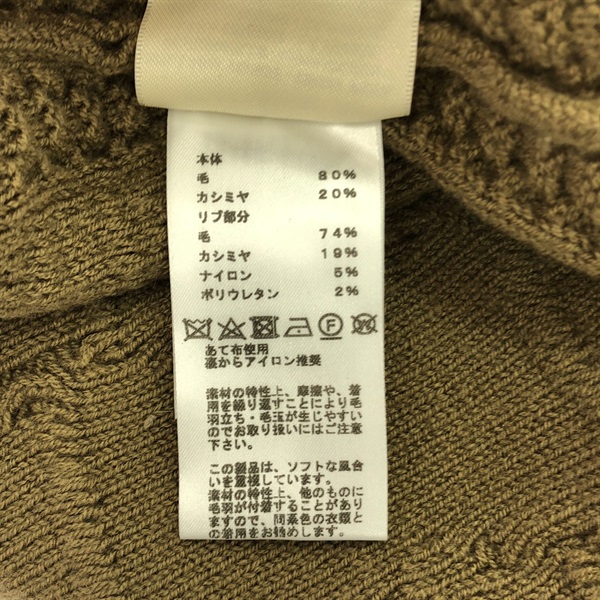 本体
毛 80%
カシミヤ 20%
リブ部分
毛 74%
カシミヤ 19%
ナイロン 5%
ポリウレタン 2%
あて布使用
裏からアイロン推奨
素材の特性上、摩擦や、着
用を繰り返すことにより毛
羽立ち・毛玉が生じやすい
のでお取り扱いにはご注意
下さい。
この製品は、ソフトな風合
いを重視しています。
素材の特性上、他のものに
毛羽が付着することがあり
ますので、同系色の衣類と
の着用をお勧めします。